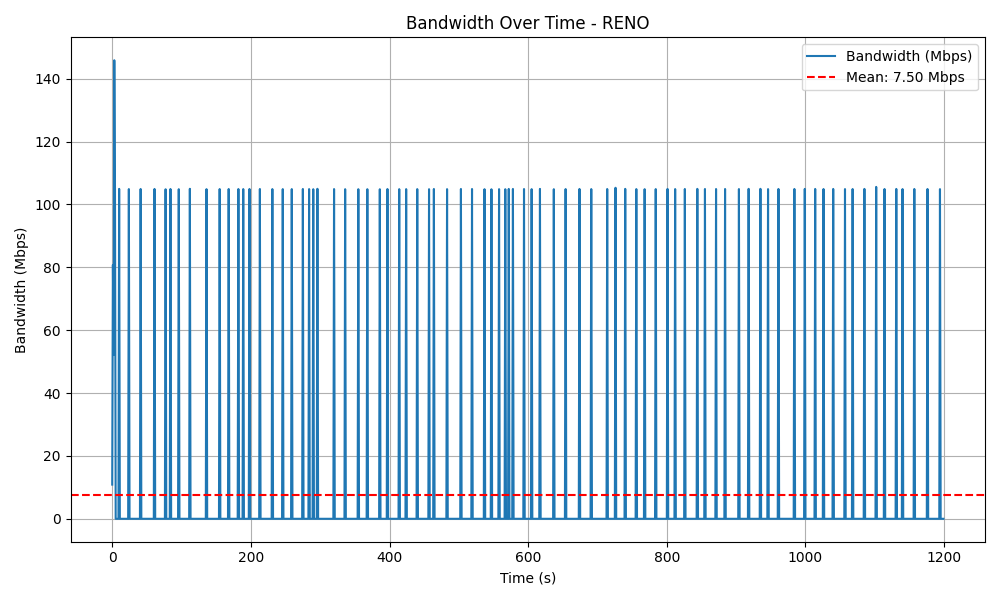 Bandwidth Over Time - RENO
Bandwidth (Mbps)
Mean: 7.50 Mbps
Bandwidth (Mbps)
140
120
100
80
60
40
20
0
0 200 400 600 800 1000 1200
Time (s)